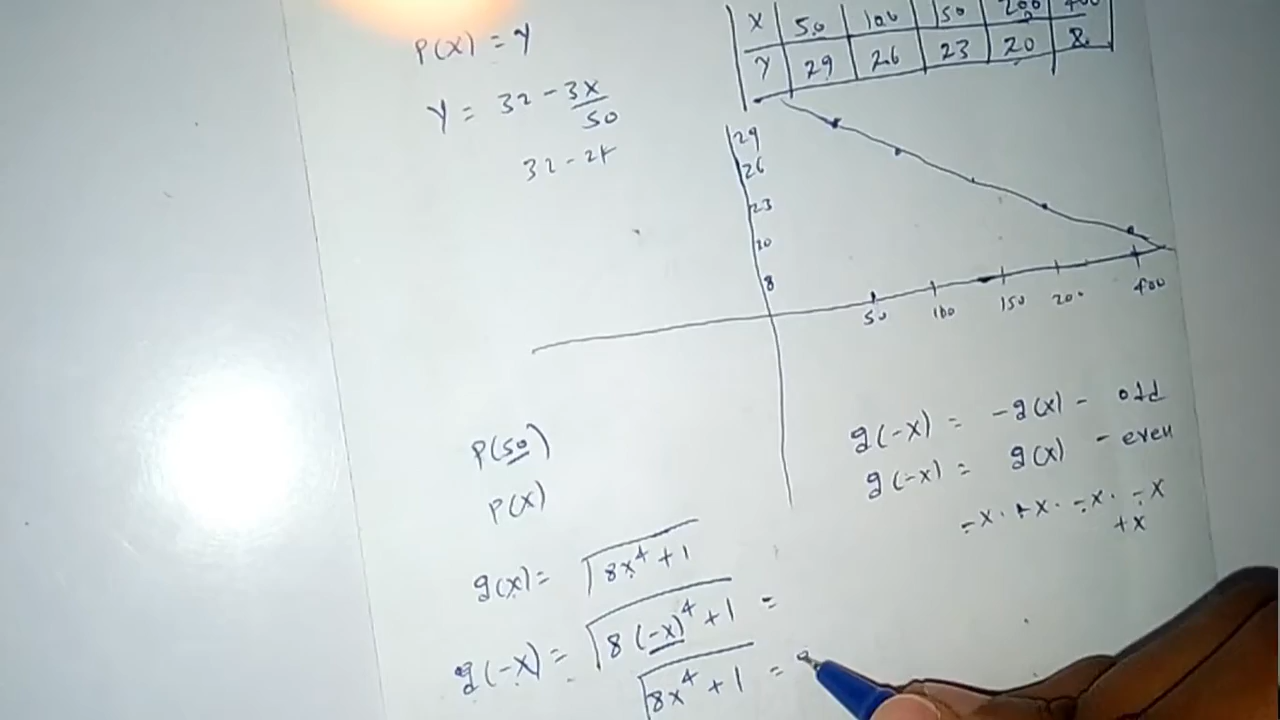 P(X) = Y
Y = 32 - 3X/50
32 - 2
X 50 100 150 200 400
Y 29 26 23 20 8
29
26
23
20
8
50 100 150 200 400
P(50)
P(X)
g(-X) = -g(X) - odd
g(-X) = g(X) - even
-X · +X · -X · -X
+X
g(X) = √8X⁴ + 1
g(-X) = √8(-X)⁴ + 1 =
√8X⁴ + 1 =